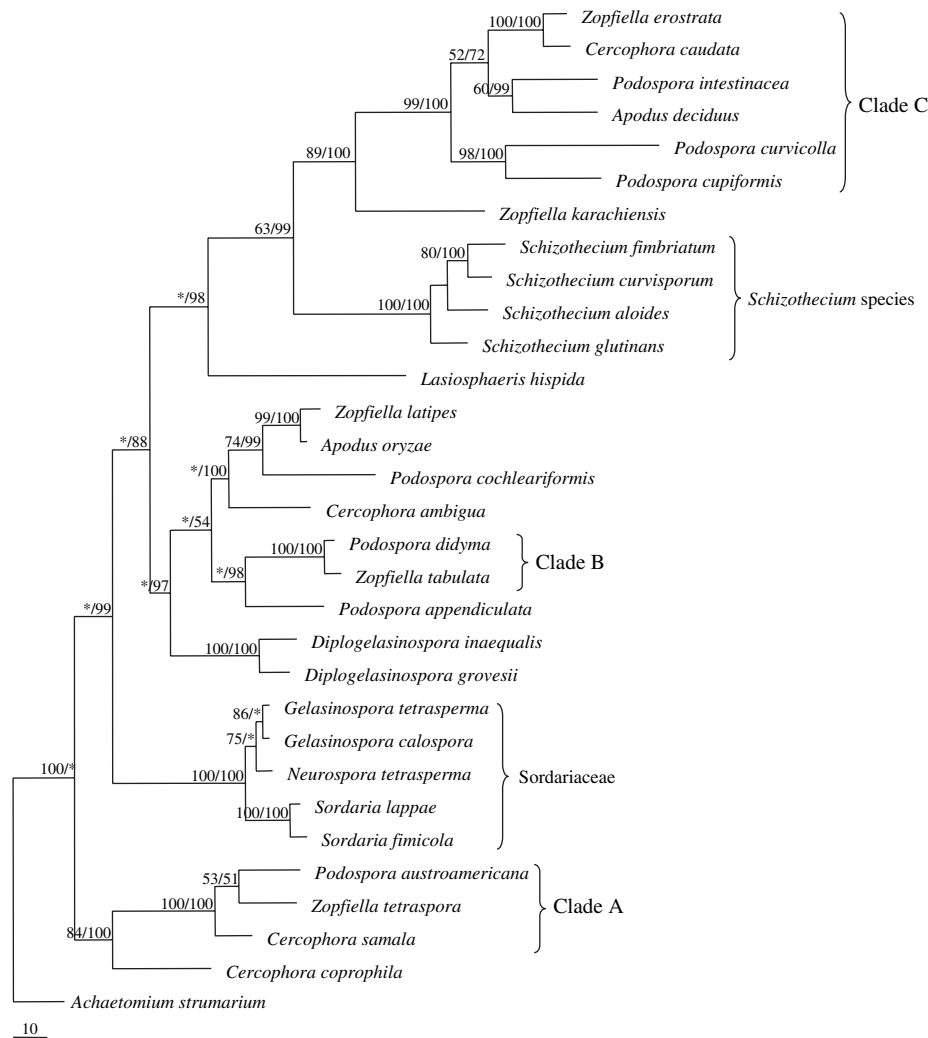 100/100
Zopfiella erostrata
Cercophora caudata
52/72
60/99
Podospora intestinacea
Apodus deciduus
Clade C
99/100
98/100
Podospora curvicolla
Podospora cupiformis
89/100
Zopfiella karachiensis
63/99
80/100
Schizothecium fimbriatum
Schizothecium curvisporum
100/100
Schizothecium aloides
Schizothecium glutinans
Schizothecium species
*/98
Lasiosphaeris hispida
99/100
Zopfiella latipes
Apodus oryzae
*/88
74/99
Podospora cochleariformis
*/100
Cercophora ambigua
*/54
100/100
Podospora didyma
Zopfiella tabulata
Clade B
*/98
Podospora appendiculata
*/97
100/100
Diplogelasinospora inaequalis
Diplogelasinospora grovesii
*/99
86/*
Gelasinospora tetrasperma
Gelasinospora calospora
75/*
Neurospora tetrasperma
Sordariaceae
100/100
100/100
Sordaria lappae
Sordaria fimicola
100/*
53/51
Podospora austroamericana
Zopfiella tetraspora
Clade A
100/100
Cercophora samala
84/100
Cercophora coprophila
Achaetomium strumarium
10